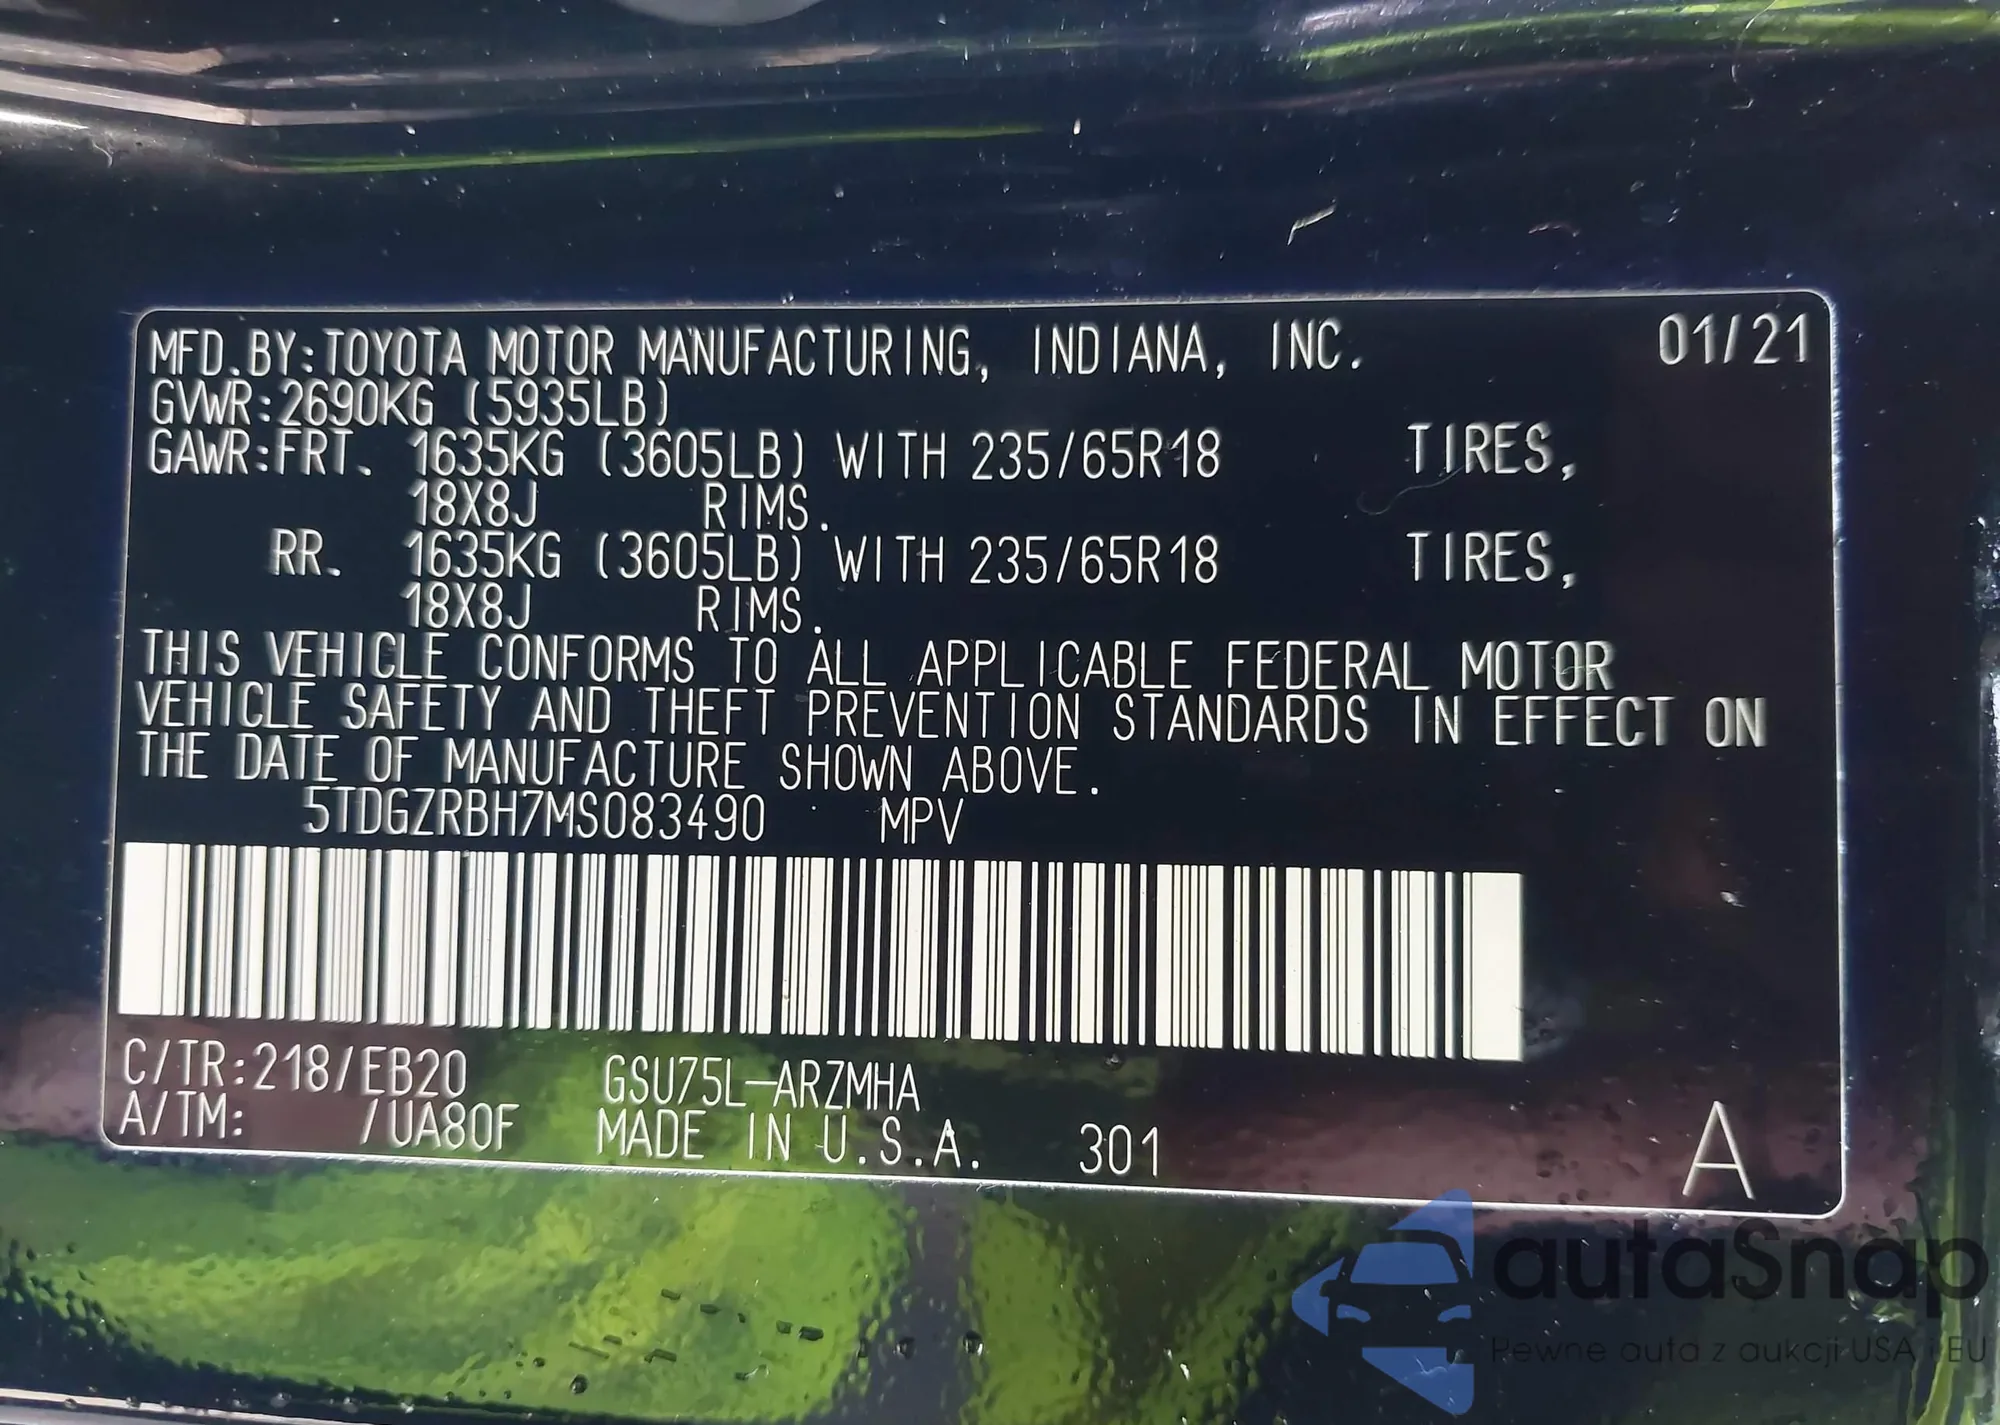 MFD.BY:TOYOTA MOTOR MANUFACTURING, INDIANA, INC. 01/21
GVWR:2690KG (5935LB)
GAWR:FRT. 1635KG (3605LB) WITH 235/65R18 TIRES,
18X8J RIMS.
RR. 1635KG (3605LB) WITH 235/65R18 TIRES,
18X8J RIMS.
THIS VEHICLE CONFORMS TO ALL APPLICABLE FEDERAL MOTOR
VEHICLE SAFETY AND THEFT PREVENTION STANDARDS IN EFFECT ON
THE DATE OF MANUFACTURE SHOWN ABOVE.
5TDGZRBH7MS083490 MPV
C/TR:218/EB20 GSU75L-ARZMHA
A/TM: /UA80F MADE IN U.S.A. 301 A
autaSnap
Pewne auta z aukcji USA i EU